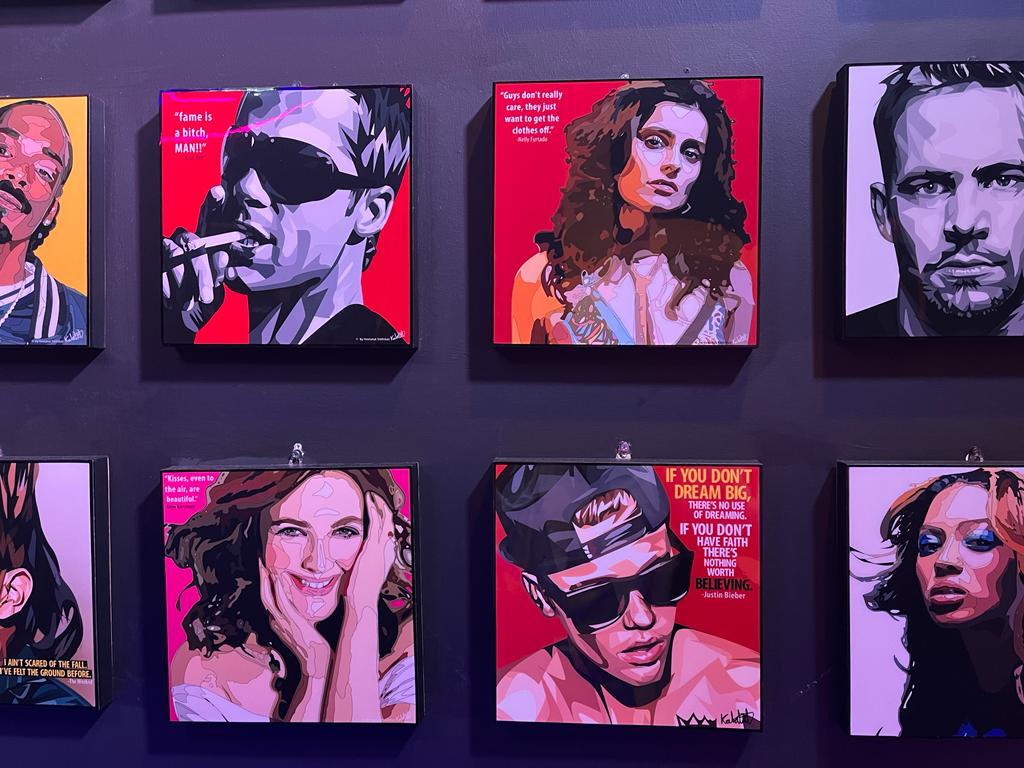 "fame is
a bitch,
MAN!!"
"Guys don't really
care, they just
want to get the
clothes off."
-Nelly Furtado
"Kisses, even to
the air, are
beautiful."
IF YOU DON'T
DREAM BIG,
THERE'S NO USE
OF DREAMING.
IF YOU DON'T
HAVE FAITH
THERE'S
NOTHING
WORTH
BELIEVING.
-Justin Bieber
I AIN'T SCARED OF THE FALL.
I'VE FELT THE GROUND BEFORE.
-The Weeknd